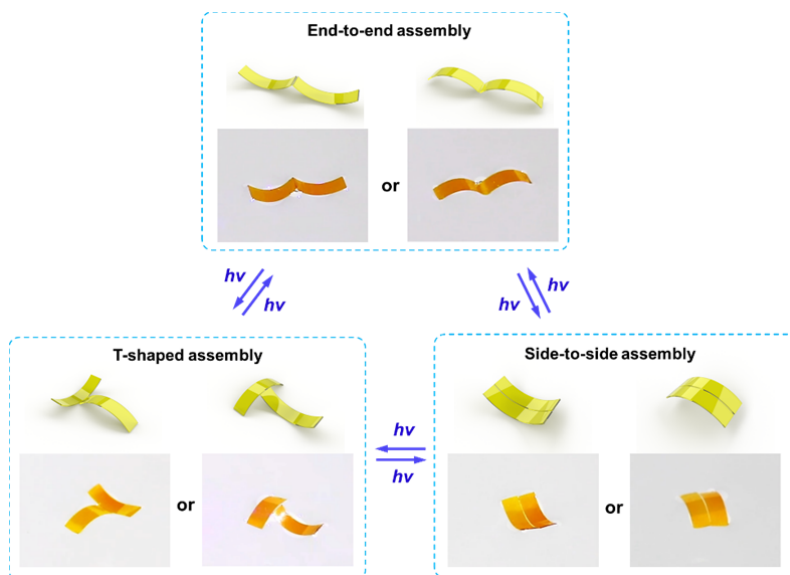 End-to-end assembly
or
hv
hv
hv
hv
T-shaped assembly
Side-to-side assembly
hv
hv
or
or